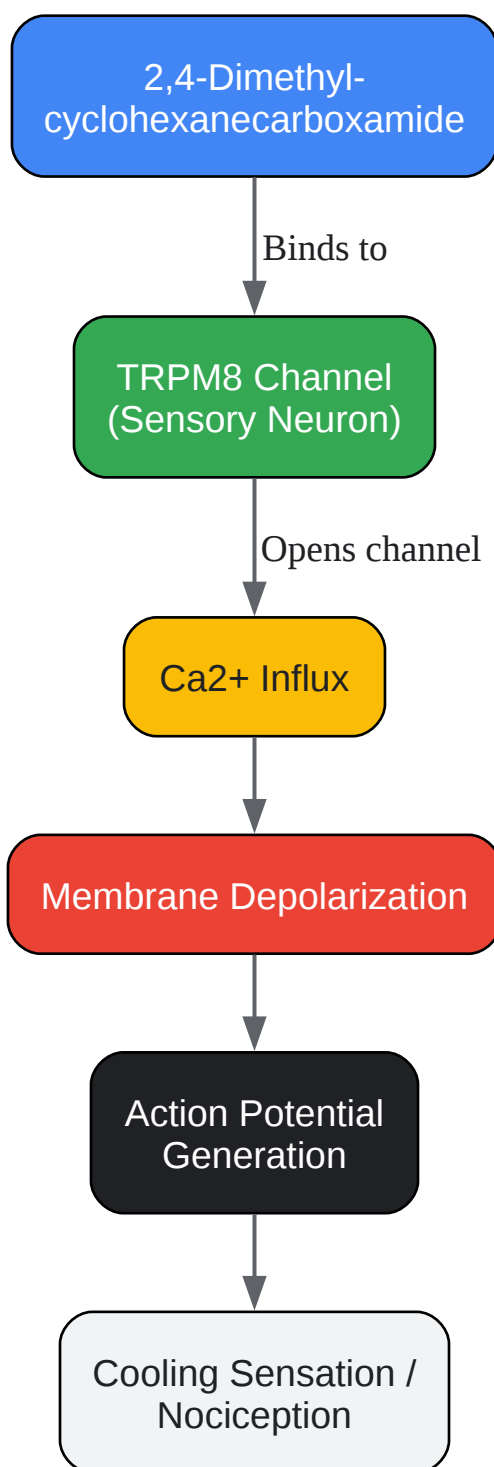 2,4-Dimethyl-
cyclohexanecarboxamide
Binds to
TRPM8 Channel
(Sensory Neuron)
Opens channel
Ca2+ Influx
Membrane Depolarization
Action Potential
Generation
Cooling Sensation /
Nociception